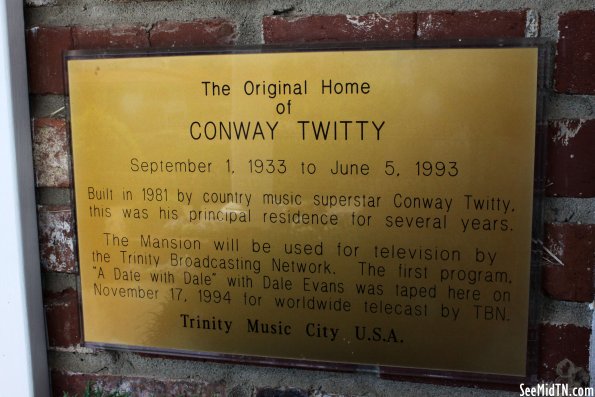 The Original Home
of
CONWAY TWITTY
September 1, 1933 to June 5, 1993
Built in 1981 by country music superstar Conway Twitty,
this was his principal residence for several years.
The Mansion will be used for television by
the Trinity Broadcasting Network. The first program,
"A Date with Dale" with Dale Evans was taped here on
November 17, 1994 for worldwide telecast by TBN.
Trinity Music City U.S.A.
SeeMidTN.com